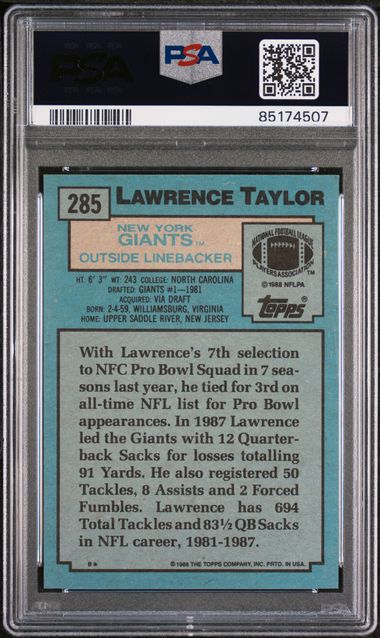 PSA
PSA
85174507
285 LAWRENCE TAYLOR
NEW YORK
GIANTS™
OUTSIDE LINEBACKER
NATIONAL FOOTBALL LEAGUE
PLAYERS ASSOCIATION
©1988 NFLPA
HT: 6' 3" WT: 243 COLLEGE: NORTH CAROLINA
DRAFTED: GIANTS #1—1981
ACQUIRED: VIA DRAFT
BORN: 2-4-59, WILLIAMSBURG, VIRGINIA
HOME: UPPER SADDLE RIVER, NEW JERSEY
Topps®
With Lawrence's 7th selection
to NFC Pro Bowl Squad in 7 sea-
sons last year, he tied for 3rd on
all-time NFL list for Pro Bowl
appearances. In 1987 Lawrence
led the Giants with 12 Quarter-
back Sacks for losses totalling
91 Yards. He also registered 50
Tackles, 8 Assists and 2 Forced
Fumbles. Lawrence has 694
Total Tackles and 83½ QB Sacks
in NFL career, 1981-1987.
B* ©1988 THE TOPPS COMPANY, INC. PRTD. IN USA.